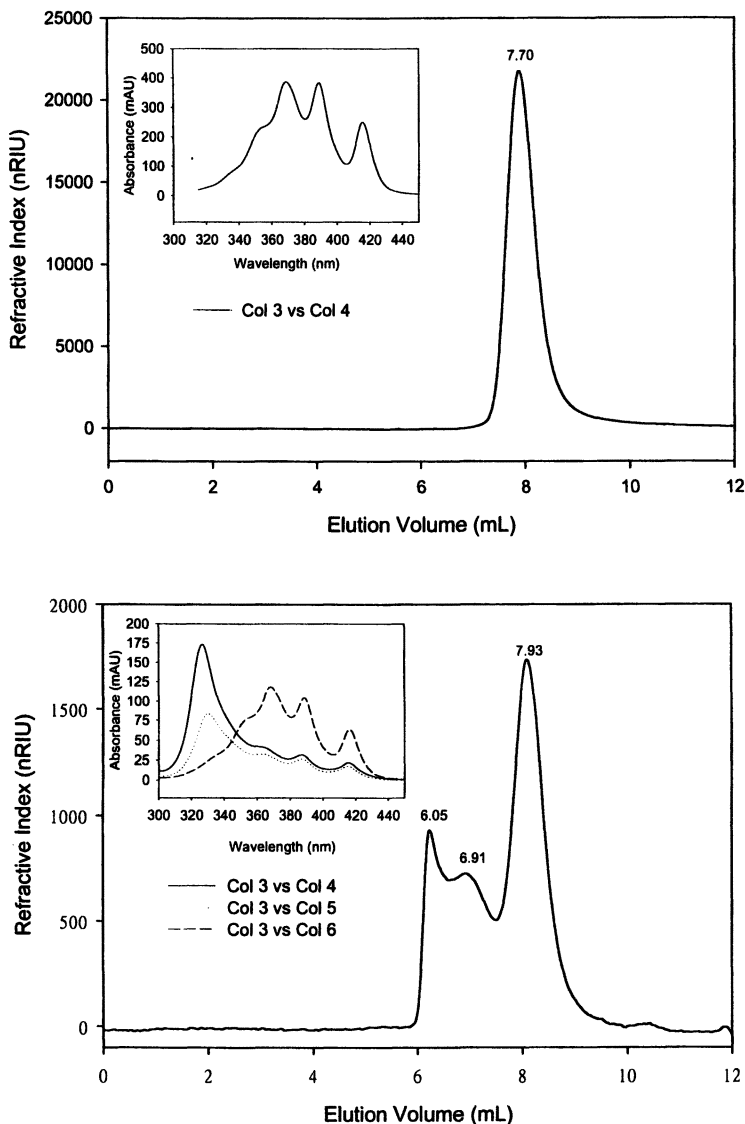 25000
20000
15000
10000
5000
0
Refractive Index (nRIU)
7.70
500
400
300
200
100
0
Absorbance (mAU)
300 320 340 360 380 400 420 440
Wavelength (nm)
Col 3 vs Col 4
0 2 4 6 8 10 12
Elution Volume (mL)
2000
1500
1000
500
0
Refractive Index (nRIU)
200
175
150
125
100
75
50
25
0
Absorbance (mAU)
300 320 340 360 380 400 420 440
Wavelength (nm)
6.05
6.91
7.93
Col 3 vs Col 4
Col 3 vs Col 5
Col 3 vs Col 6
0 2 4 6 8 10 12
Elution Volume (mL)